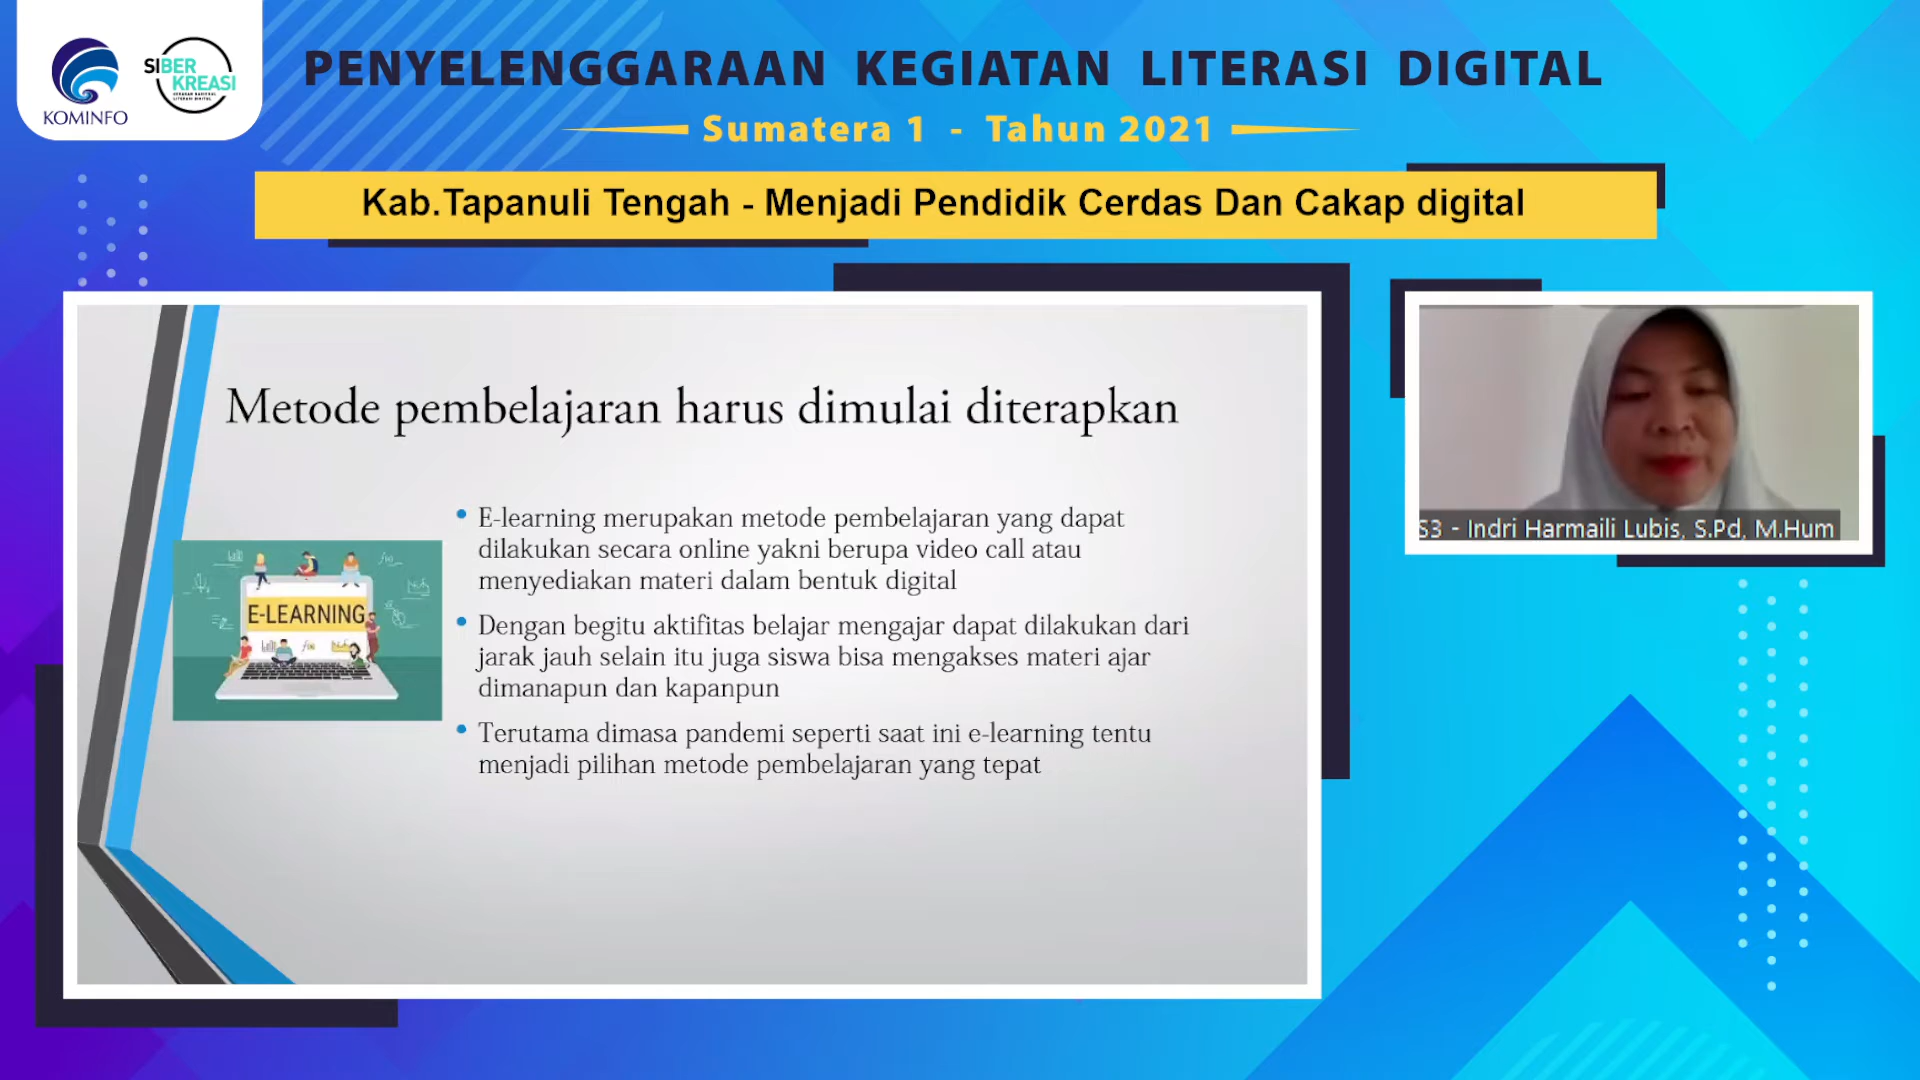 KOMINFO
SIBER
KREASI
GERAKAN NASIONAL
LITERASI DIGITAL
PENYELENGGARAAN KEGIATAN LITERASI DIGITAL
Sumatera 1 - Tahun 2021
Kab.Tapanuli Tengah - Menjadi Pendidik Cerdas Dan Cakap digital
Metode pembelajaran harus dimulai diterapkan
E-LEARNING
• E-learning merupakan metode pembelajaran yang dapat
dilakukan secara online yakni berupa video call atau
menyediakan materi dalam bentuk digital
• Dengan begitu aktifitas belajar mengajar dapat dilakukan dari
jarak jauh selain itu juga siswa bisa mengakses materi ajar
dimanapun dan kapanpun
• Terutama dimasa pandemi seperti saat ini e-learning tentu
menjadi pilihan metode pembelajaran yang tepat
S3 - Indri Harmaili Lubis, S.Pd, M.Hum